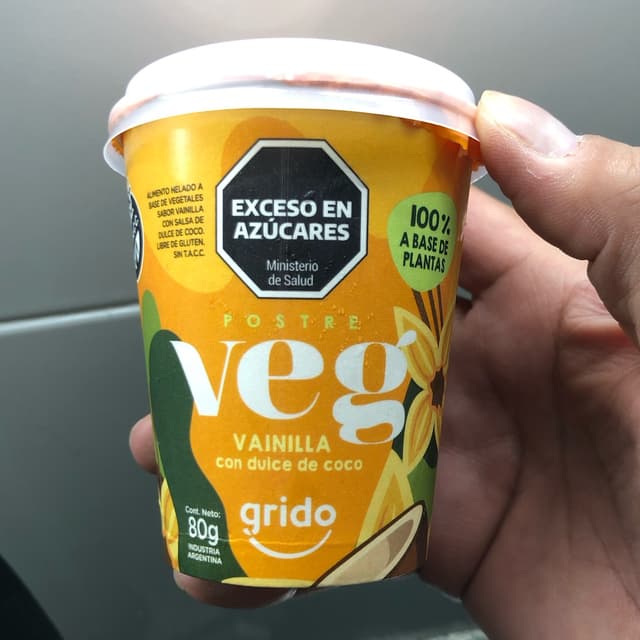 EXCESO EN
AZÚCARES
Ministerio
de Salud
ALIMENTO HELADO A
BASE DE VEGETALES
SABOR VAINILLA
CON SALSA DE
DULCE DE COCO.
LIBRE DE GLUTEN.
SIN T.A.C.C.
100%
A BASE DE
PLANTAS
POSTRE
veg
VAINILLA
con dulce de coco
grido
Cont. Neto:
80g
INDUSTRIA
ARGENTINA